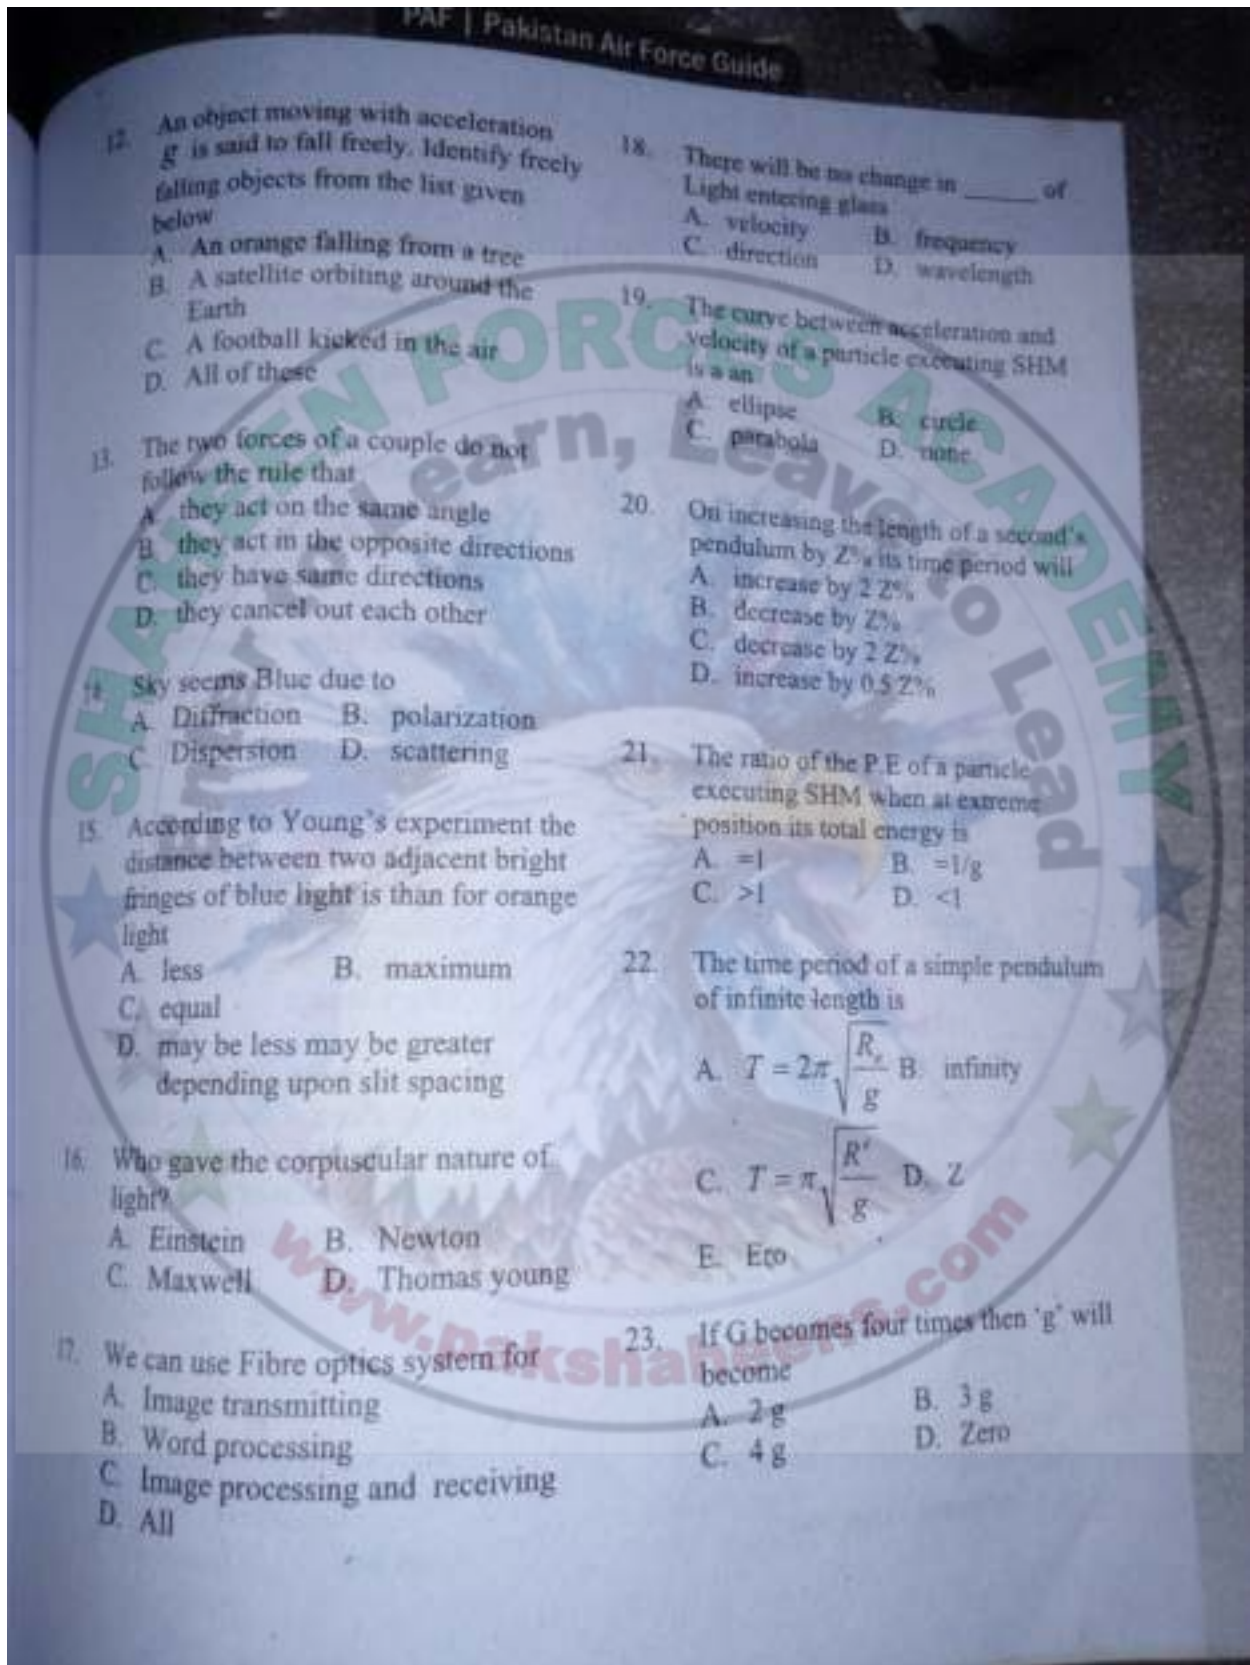 PAF | Pakistan Air Force Guide
12. An object moving with acceleration
g is said to fall freely. Identify freely
falling objects from the list given
below
A. An orange falling from a tree
B. A satellite orbiting around the
Earth
C. A football kicked in the air
D. All of these
13. The two forces of a couple do not
follow the rule that
A. they act on the same angle
B. they act in the opposite directions
C. they have same directions
D. they cancel out each other
14. Sky seems Blue due to
A. Diffraction B. polarization
C. Dispersion D. scattering
15. According to Young's experiment the
distance between two adjacent bright
fringes of blue light is than for orange
light
A. less B. maximum
C. equal
D. may be less may be greater
depending upon slit spacing
16. Who gave the corpuscular nature of
light?
A. Einstein B. Newton
C. Maxwell D. Thomas young
17. We can use Fibre optics system for
A. Image transmitting
B. Word processing
C. Image processing and receiving
D. All
18. There will be no change in ______ of
Light entering glass
A. velocity B. frequency
C. direction D. wavelength
19. The curve between acceleration and
velocity of a particle executing SHM
is a an
A. ellipse B. circle
C. parabola D. none
20. On increasing the length of a second's
pendulum by Z% its time period will
A. increase by 2 Z%
B. decrease by Z%
C. decrease by 2 Z%
D. increase by 0.5 Z%
21. The ratio of the P.E of a particle
executing SHM when at extreme
position its total energy is
A. =1 B. =1/g
C. >1 D. <1
22. The time period of a simple pendulum
of infinite length is
A. T = 2π√(Rₑ/g) B. infinity
C. T = π√(R'/g) D. Z
E. Ero
23. If G becomes four times then 'g' will
become
A. 2 g B. 3 g
C. 4 g D. Zero
SHAHEEN FORCES ACADEMY
Enter to Learn, Leave to Lead
www.pakshaheens.com